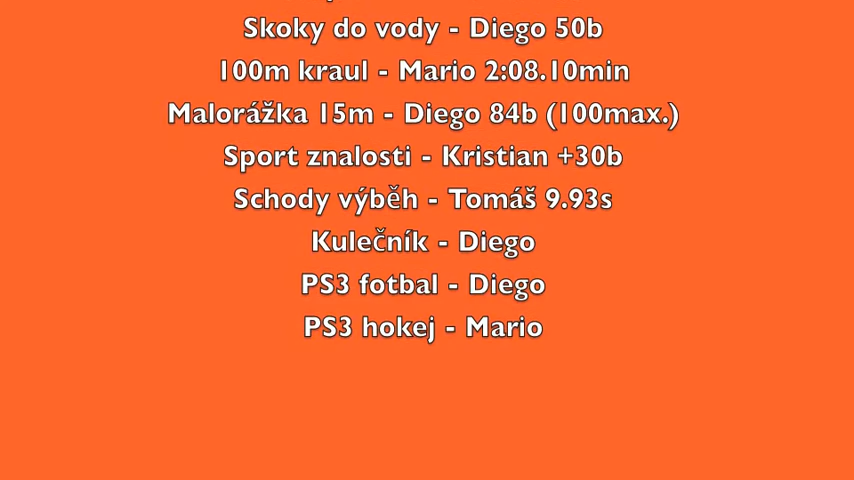 Skoky do vody - Diego 50b
100m kraul - Mario 2:08.10min
Malorážka 15m - Diego 84b (100max.)
Sport znalosti - Kristian +30b
Schody výběh - Tomáš 9.93s
Kulečník - Diego
PS3 fotbal - Diego
PS3 hokej - Mario